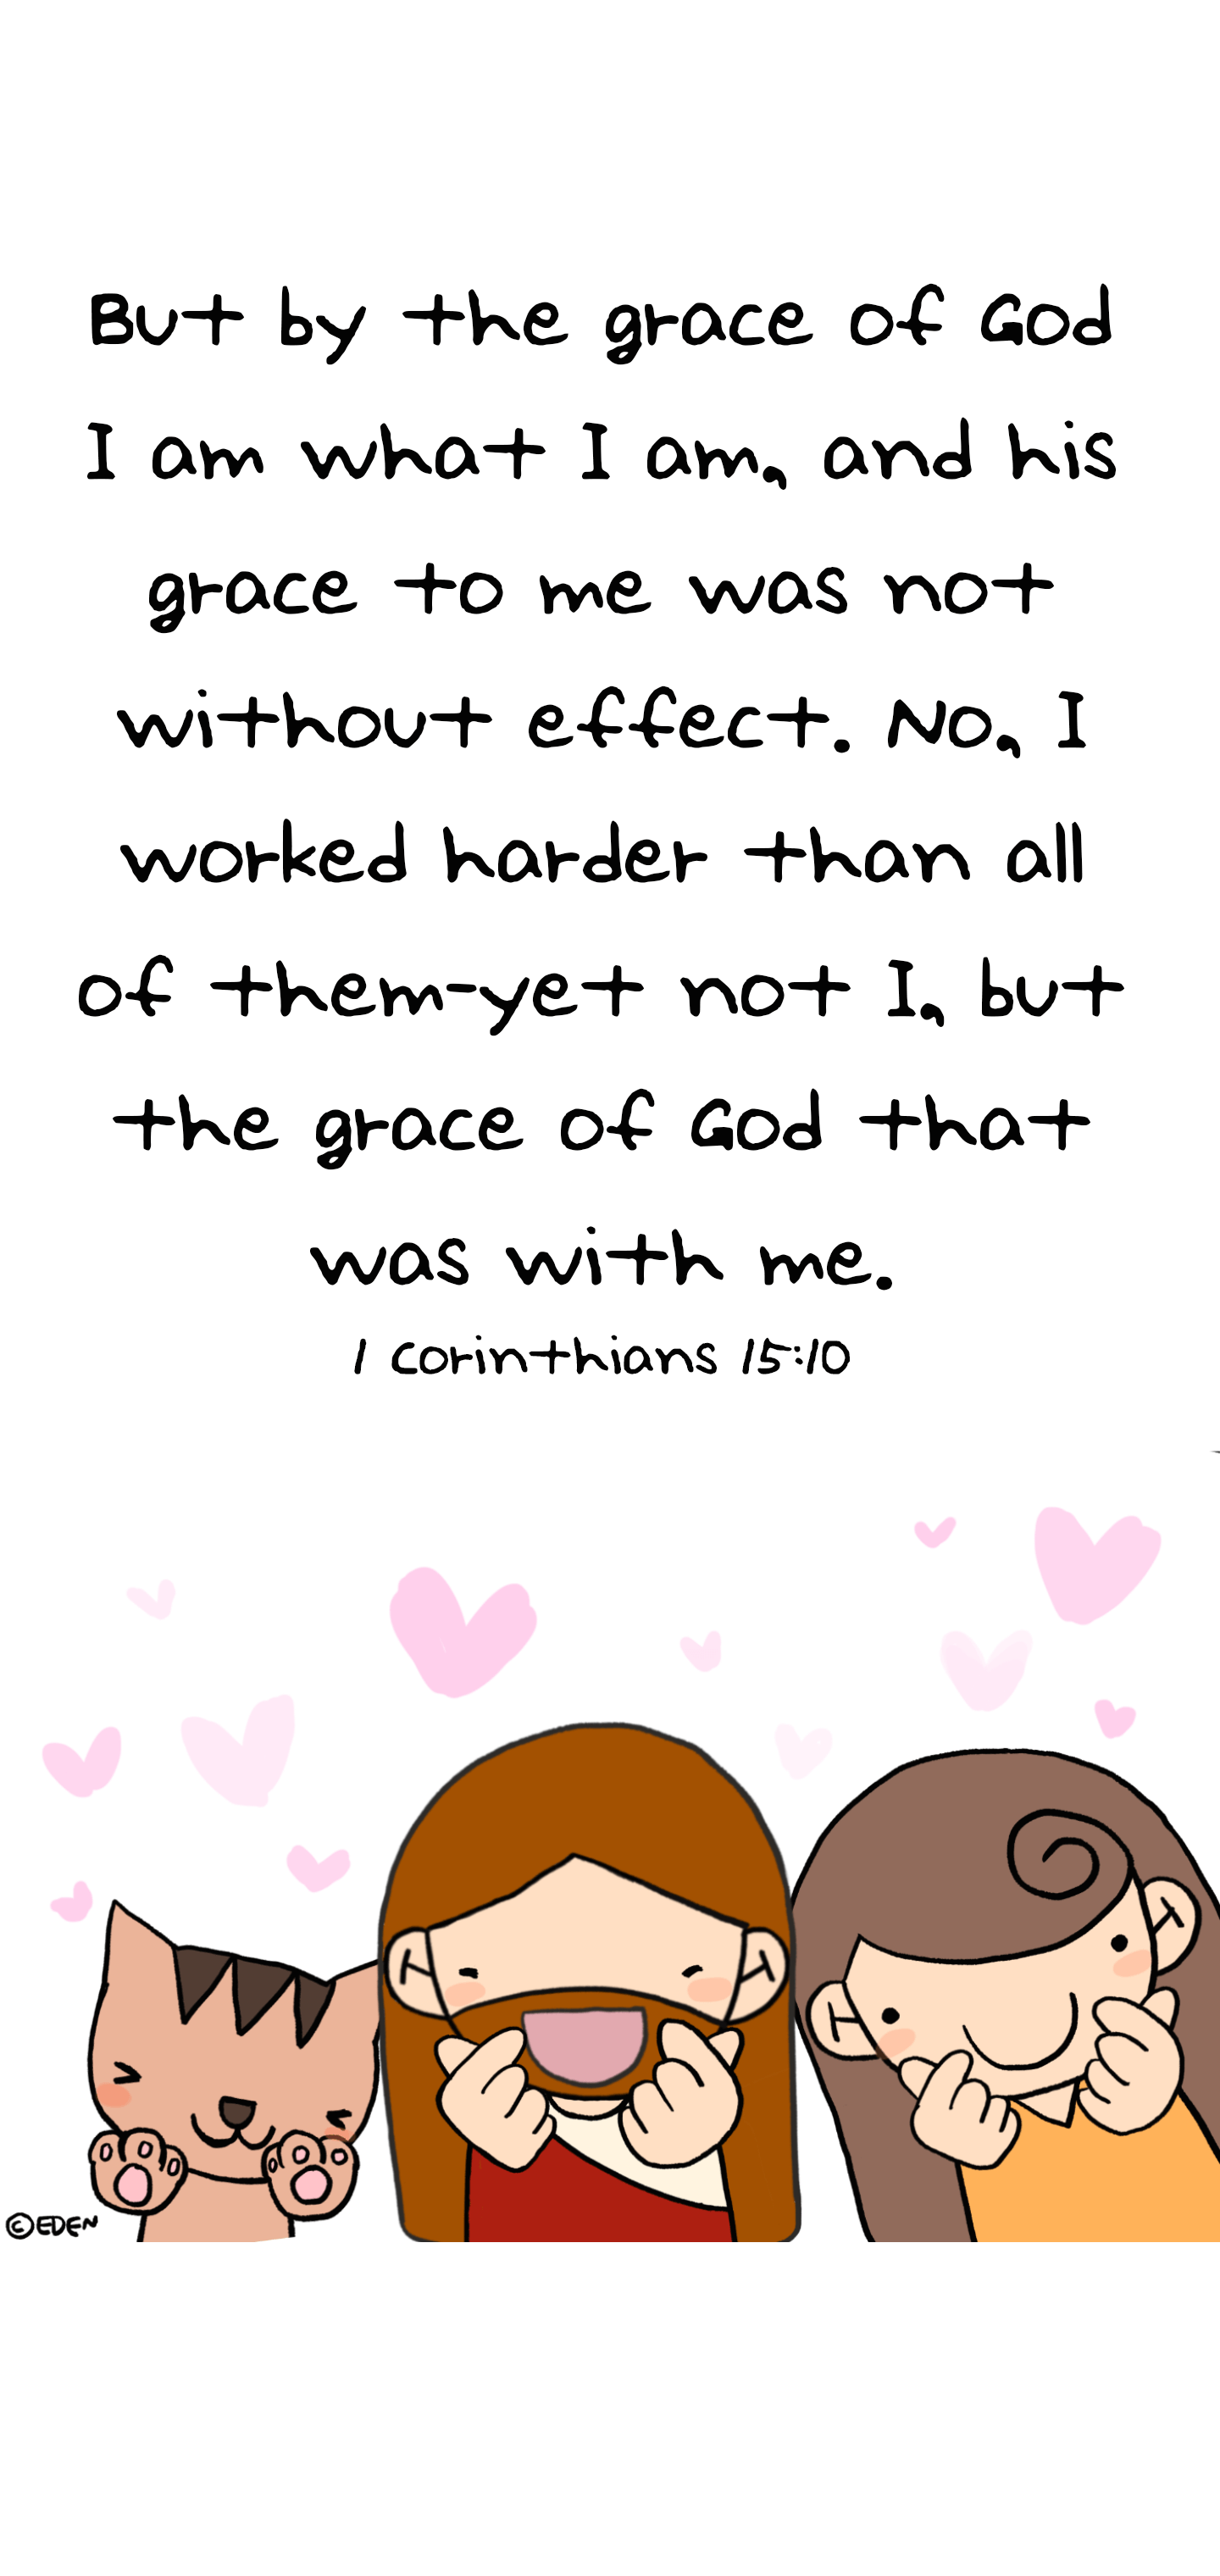 But by the grace of God
I am what I am, and his
grace to me was not
without effect. No, I
worked harder than all
of them-yet not I, but
the grace of God that
was with me.
1 Corinthians 15:10
©EDEN